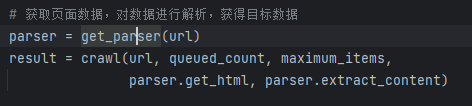 # 获取页面数据，对数据进行解析，获得目标数据
parser = get_parser(url)
result = crawl(url, queued_count, maximum_items,
               parser.get_html, parser.extract_content)